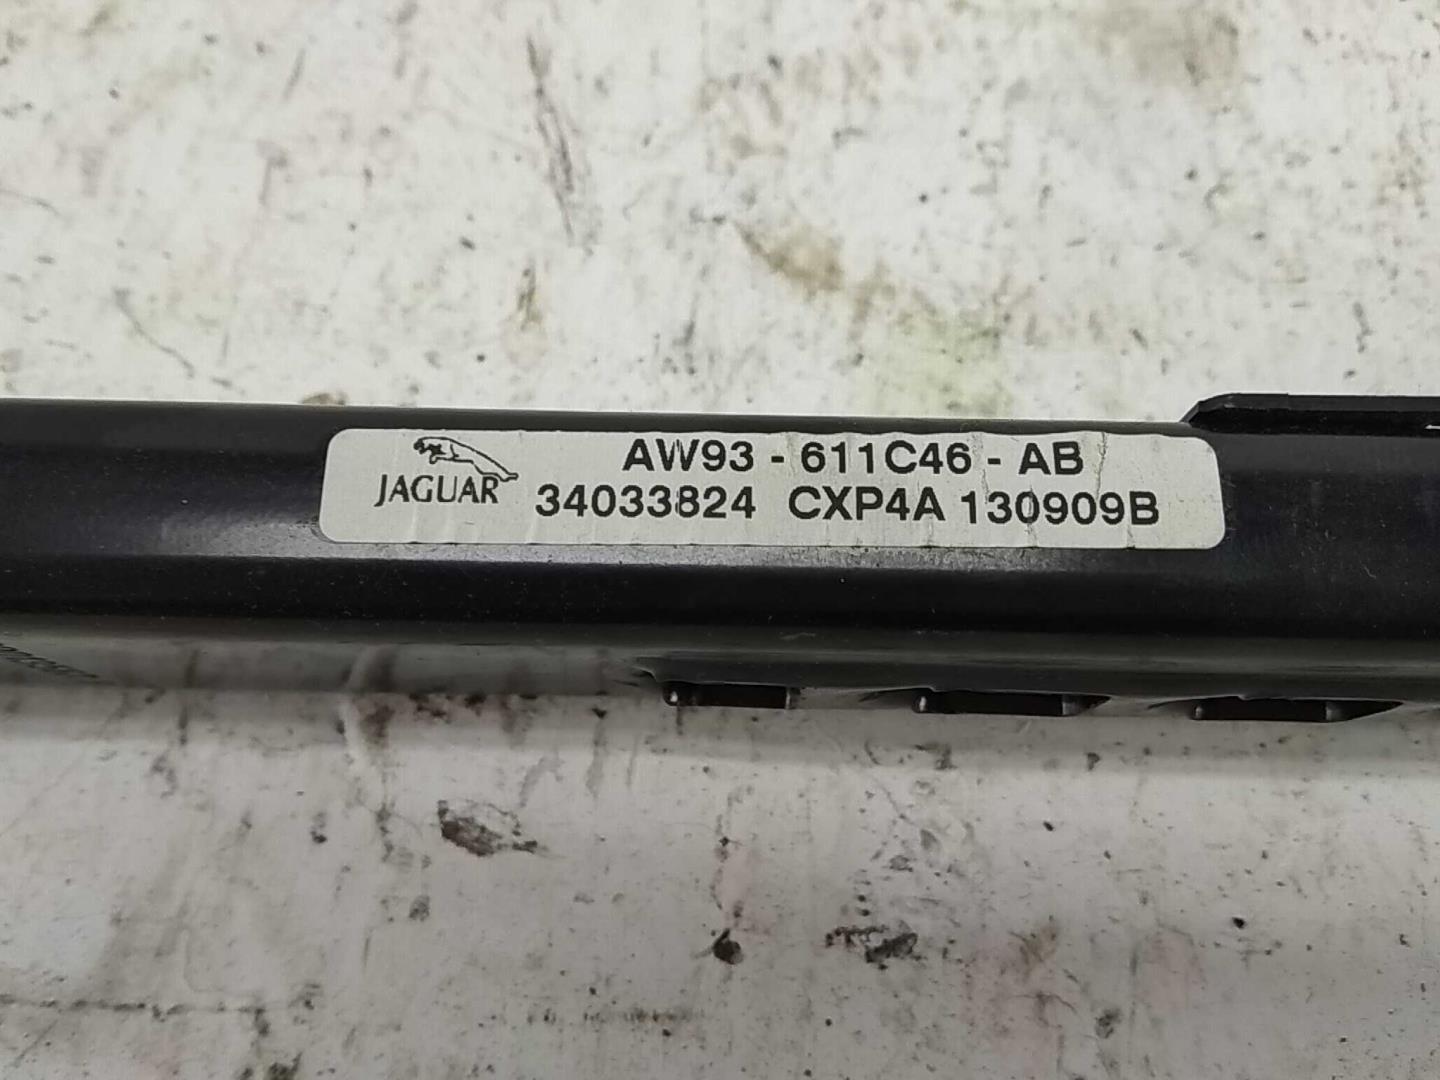 AW93 - 611C46 - AB
JAGUAR 34033824 CXP4A 130909B